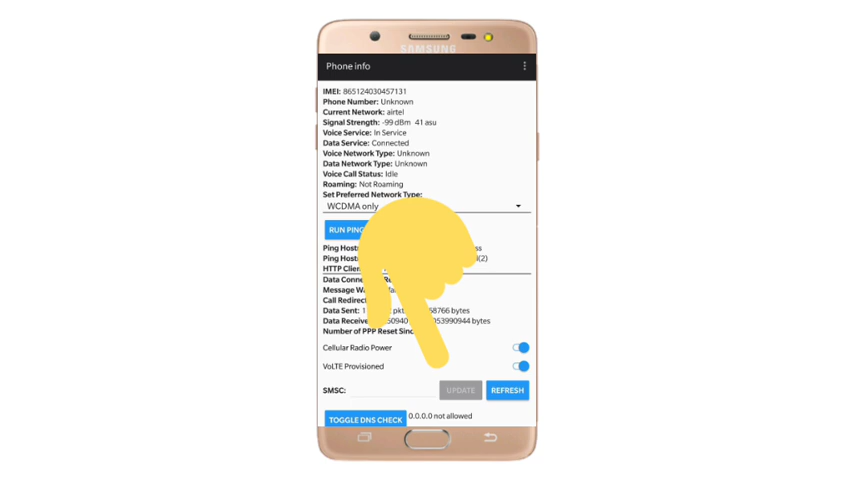 SAMSUNG
Phone info
IMEI: 865124030457131
Phone Number: Unknown
Current Network: airtel
Signal Strength: -99 dBm 41 asu
Voice Service: In Service
Data Service: Connected
Voice Network Type: Unknown
Data Network Type: Unknown
Voice Call Status: Idle
Roaming: Not Roaming
Set Preferred Network Type:
WCDMA only
RUN PING
Ping Host
Ping Host
HTTP Clien
Data Conne
Message Wa
Call Redirect
Data Sent: 58766 bytes
Data Receive 053990944 bytes
Number of PPP Reset Sinc
Cellular Radio Power
VoLTE Provisioned
SMSC: UPDATE REFRESH
TOGGLE DNS CHECK 0.0.0.0 not allowed